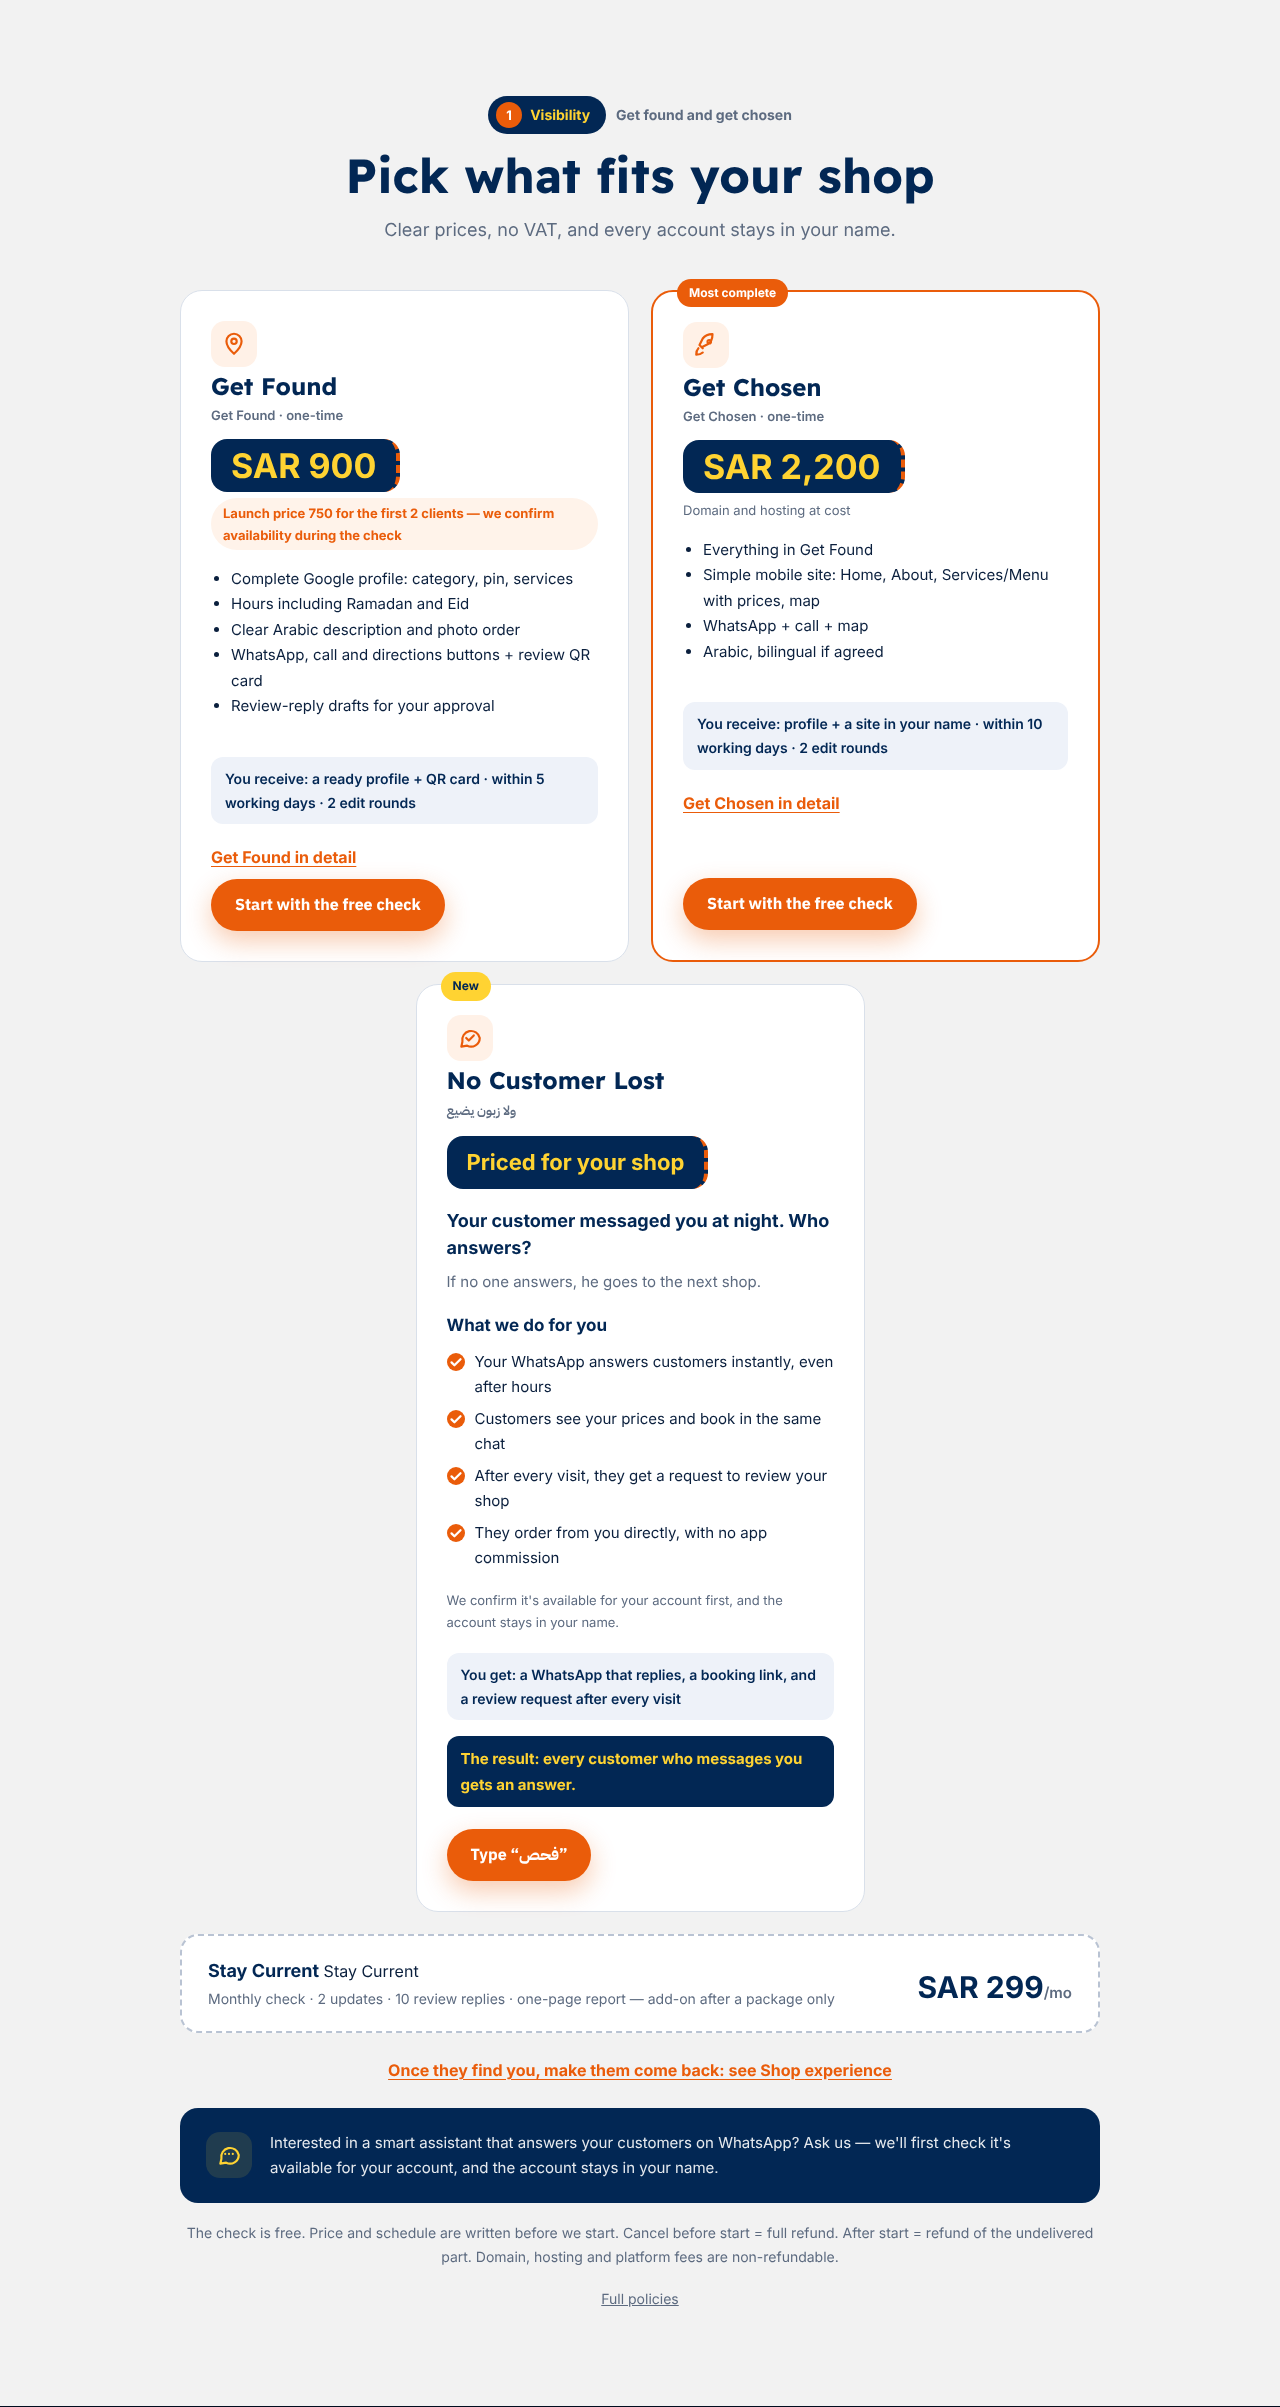 1 Visibility Get found and get chosen
Pick what fits your shop
Clear prices, no VAT, and every account stays in your name.
Get Found
Get Found · one-time
SAR 900
Launch price 750 for the first 2 clients — we confirm
availability during the check
• Complete Google profile: category, pin, services
• Hours including Ramadan and Eid
• Clear Arabic description and photo order
• WhatsApp, call and directions buttons + review QR
card
• Review-reply drafts for your approval
You receive: a ready profile + QR card · within 5
working days · 2 edit rounds
Get Found in detail
Start with the free check
Most complete
Get Chosen
Get Chosen · one-time
SAR 2,200
Domain and hosting at cost
• Everything in Get Found
• Simple mobile site: Home, About, Services/Menu
with prices, map
• WhatsApp + call + map
• Arabic, bilingual if agreed
You receive: profile + a site in your name · within 10
working days · 2 edit rounds
Get Chosen in detail
Start with the free check
New
No Customer Lost
ولا زبون يضيع
Priced for your shop
Your customer messaged you at night. Who
answers?
If no one answers, he goes to the next shop.
What we do for you
Your WhatsApp answers customers instantly, even
after hours
Customers see your prices and book in the same
chat
After every visit, they get a request to review your
shop
They order from you directly, with no app
commission
We confirm it's available for your account first, and the
account stays in your name.
You get: a WhatsApp that replies, a booking link, and
a review request after every visit
The result: every customer who messages you
gets an answer.
Type “فحص”
Stay Current Stay Current
Monthly check · 2 updates · 10 review replies · one-page report — add-on after a package only
SAR 299/mo
Once they find you, make them come back: see Shop experience
Interested in a smart assistant that answers your customers on WhatsApp? Ask us — we'll first check it's
available for your account, and the account stays in your name.
The check is free. Price and schedule are written before we start. Cancel before start = full refund. After start = refund of the undelivered
part. Domain, hosting and platform fees are non-refundable.
Full policies